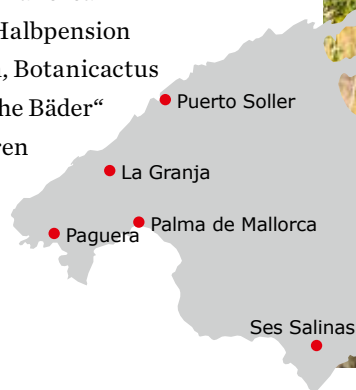 Halbpension
Botanicactus
he Bäder“
Puerto Soller
La Granja
Palma de Mallorca
Paguera
Ses Salinas